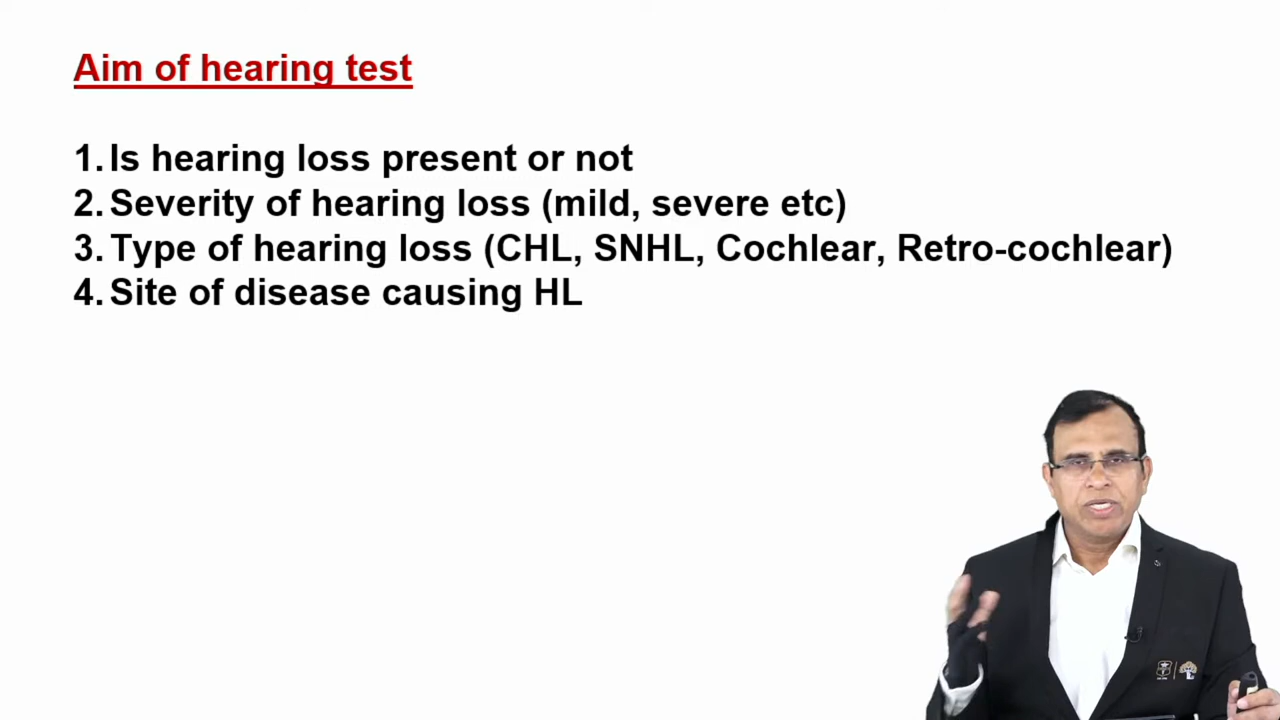 Aim of hearing test
1. Is hearing loss present or not
2. Severity of hearing loss (mild, severe etc)
3. Type of hearing loss (CHL, SNHL, Cochlear, Retro-cochlear)
4. Site of disease causing HL